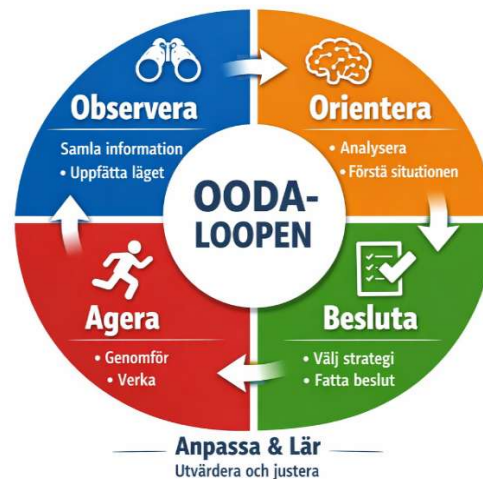 Observera
Samla information
• Uppfätta läget
Orientera
• Analysera
• Förstä situationen
OODA-
LOOPEN
Agera
• Genomför
• Verka
Besluta
• Välj strategi
• Fatta beslut
Anpassa & Lär
Utvärdera och justera